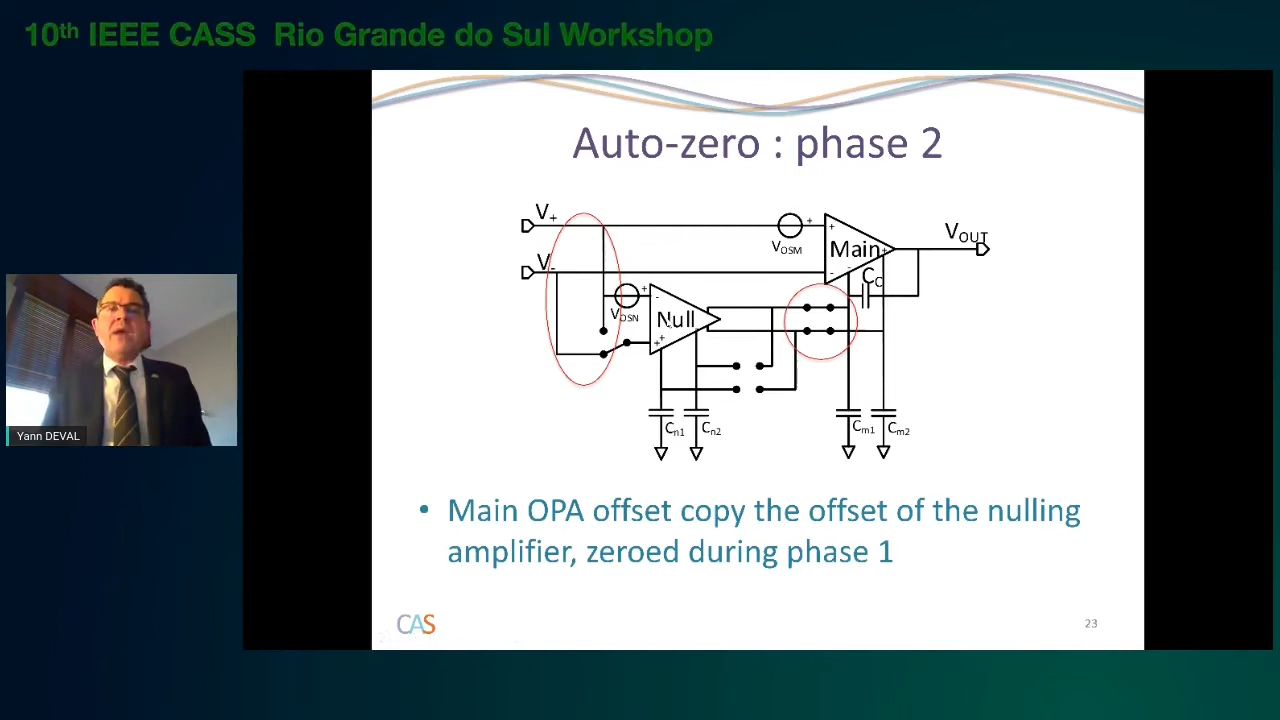 10th IEEE CASS Rio Grande do Sul Workshop
Auto-zero : phase 2
V+
V-
VOSM
+
+
-
Main
+
-
VOUT
CC
VOSN
+
-
Null
+
+
-
Cn1
Cn2
Cm1
Cm2
• Main OPA offset copy the offset of the nulling
amplifier, zeroed during phase 1
CAS
23
Yann DEVAL